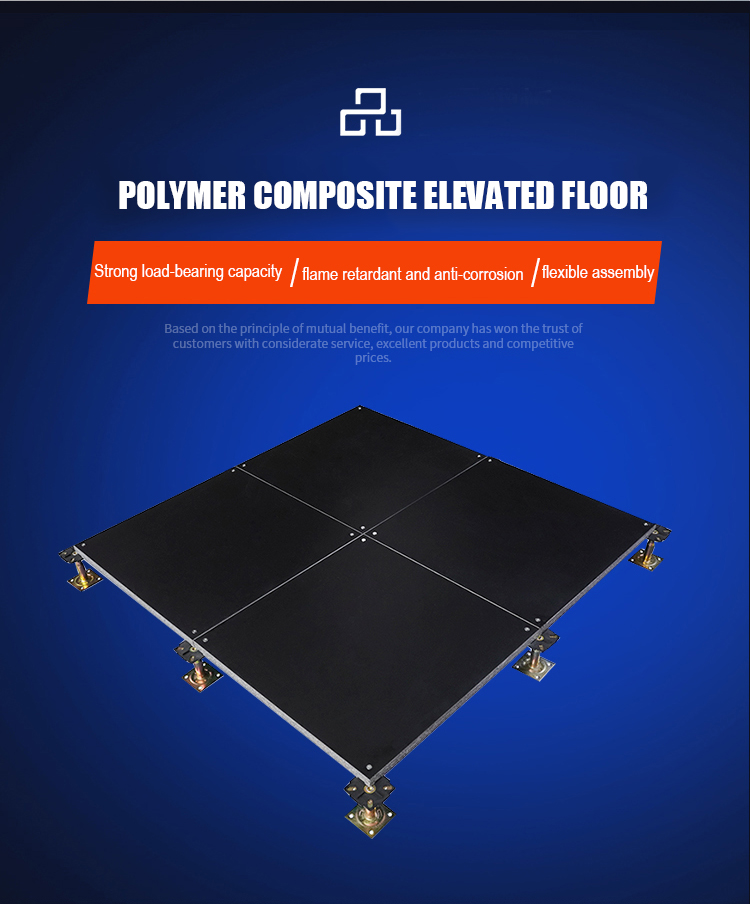 POLYMER COMPOSITE ELEVATED FLOOR
Strong load-bearing capacity / flame retardant and anti-corrosion / flexible assembly
Based on the principle of mutual benefit, our company has won the trust of
customers with considerate service, excellent products and competitive
prices.